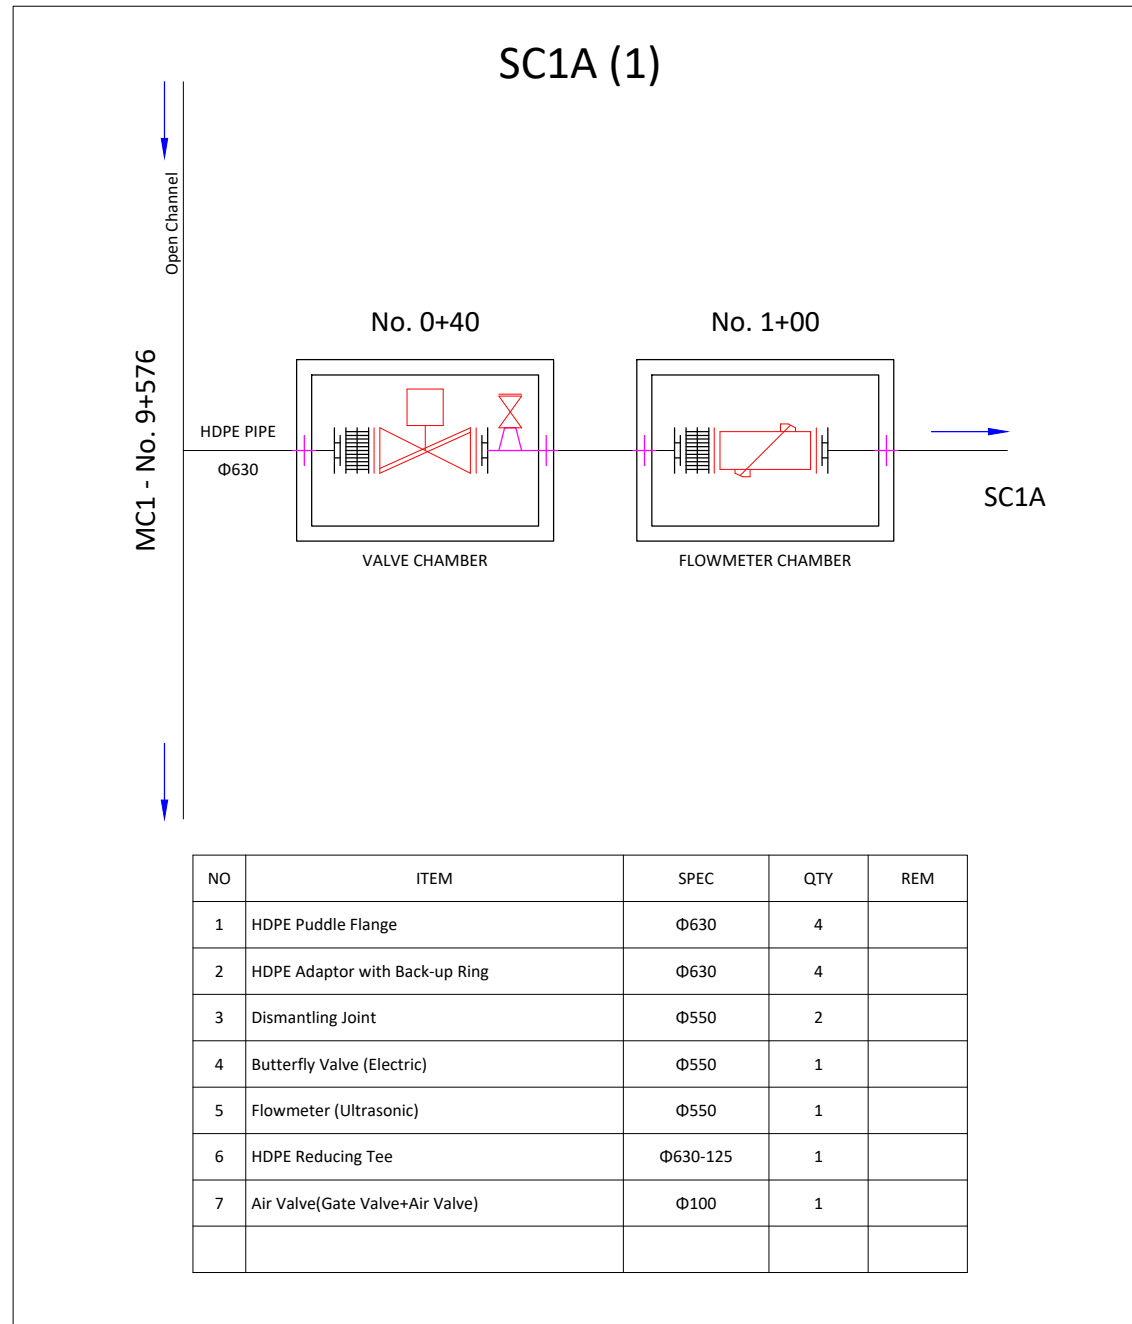 SC1A (1)
Open Channel
No. 0+40
No. 1+00
MC1 - No. 9+576
HDPE PIPE
Φ630
SC1A
VALVE CHAMBER
FLOWMETER CHAMBER
NO ITEM SPEC QTY REM
1 HDPE Puddle Flange Φ630 4
2 HDPE Adaptor with Back-up Ring Φ630 4
3 Dismantling Joint Φ550 2
4 Butterfly Valve (Electric) Φ550 1
5 Flowmeter (Ultrasonic) Φ550 1
6 HDPE Reducing Tee Φ630-125 1
7 Air Valve(Gate Valve+Air Valve) Φ100 1